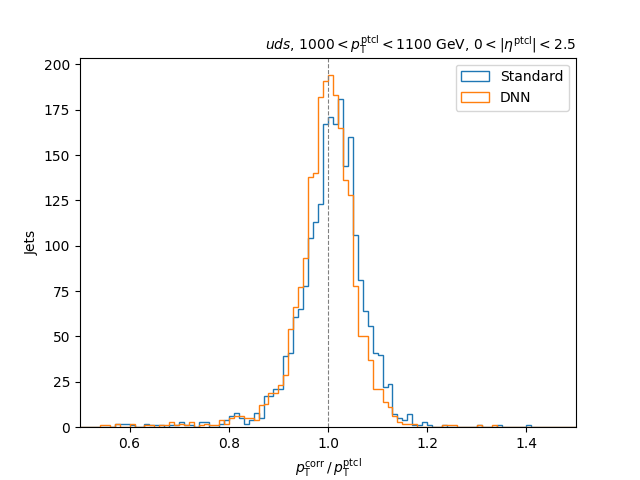 uds, 1000 < p_T^ptcl < 1100 GeV, 0 < |η^ptcl| < 2.5
Standard
DNN
200
175
150
125
100
75
50
25
0
Jets
0.6 0.8 1.0 1.2 1.4
p_T^corr / p_T^ptcl